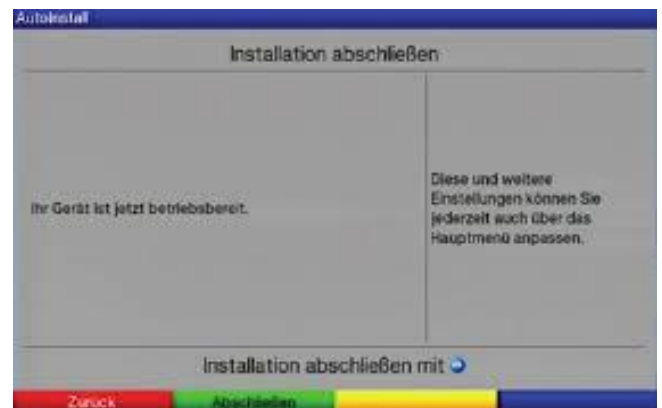 AutoInstall
Installation abschließen
Ihr Gerät ist jetzt betriebsbereit.
Diese und weitere
Einstellungen können Sie
jederzeit auch über das
Hauptmenü anpassen.
Installation abschließen mit
Zurück Abschließen